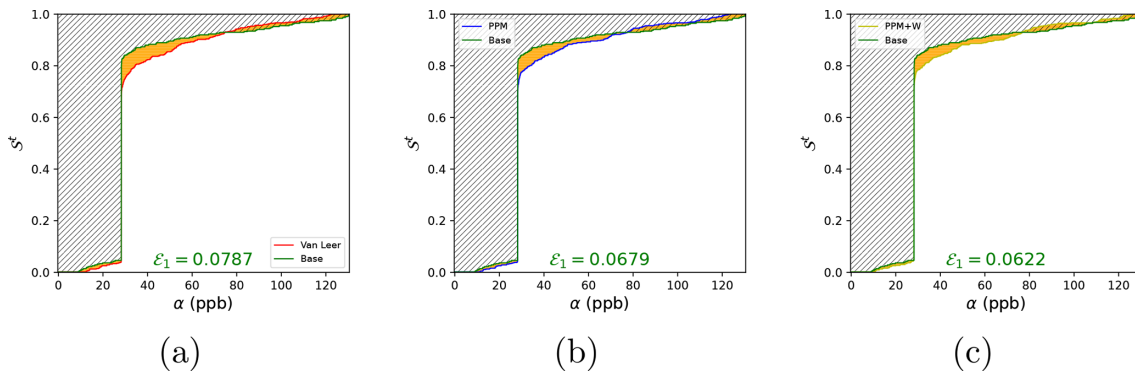 1.0
0.8
0.6
0.4
0.2
0.0
S^t
0 20 40 60 80 100 120
α (ppb)
Van Leer
Base
ℰ₁ = 0.0787
(a)
1.0
0.8
0.6
0.4
0.2
0.0
S^t
0 20 40 60 80 100 120
α (ppb)
PPM
Base
ℰ₁ = 0.0679
(b)
1.0
0.8
0.6
0.4
0.2
0.0
S^t
0 20 40 60 80 100 120
α (ppb)
PPM+W
Base
ℰ₁ = 0.0622
(c)